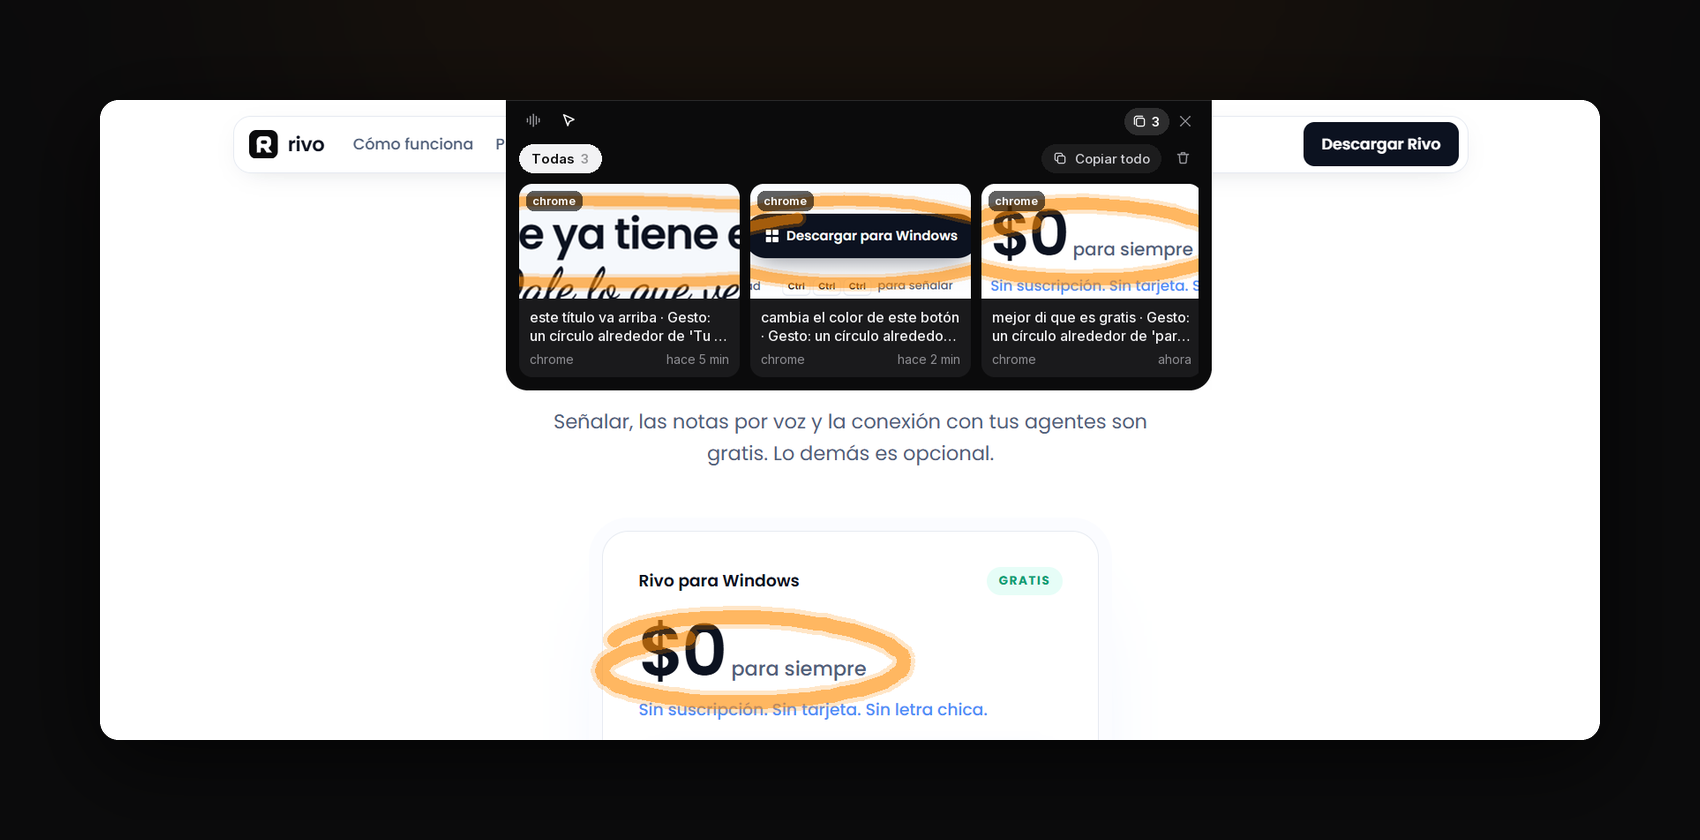 rivo
Cómo funciona
P
3
Descargar Rivo
Todas 3
Copiar todo
chrome
e ya tiene e
Dale lo que ve
este título va arriba · Gesto:
un círculo alrededor de 'Tu ...
chrome
hace 5 min
chrome
Descargar para Windows
ad
Ctrl Ctrl Ctrl para señalar
cambia el color de este botón
· Gesto: un círculo alrededo...
chrome
hace 2 min
chrome
$0 para siempre
Sin suscripción. Sin tarjeta. S
mejor di que es gratis · Gesto:
un círculo alrededor de 'par...
chrome
ahora
Señalar, las notas por voz y la conexión con tus agentes son
gratis. Lo demás es opcional.
Rivo para Windows
GRATIS
$0 para siempre
Sin suscripción. Sin tarjeta. Sin letra chica.